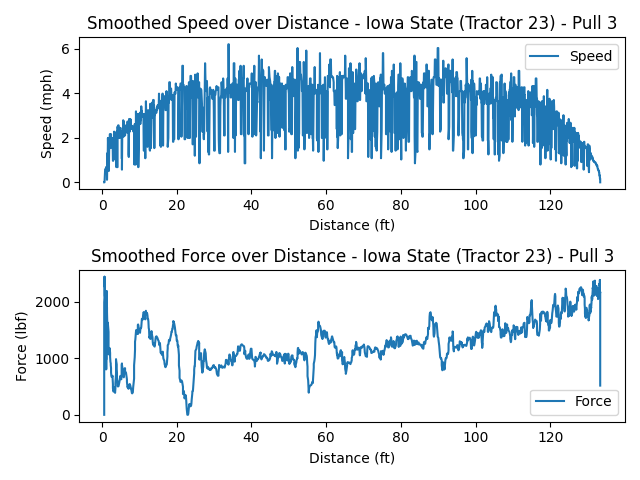 Smoothed Speed over Distance - Iowa State (Tractor 23) - Pull 3
Speed (mph)
6
4
2
0
Speed
0 20 40 60 80 100 120
Distance (ft)
Smoothed Force over Distance - Iowa State (Tractor 23) - Pull 3
Force (lbf)
2000
1000
0
Force
0 20 40 60 80 100 120
Distance (ft)